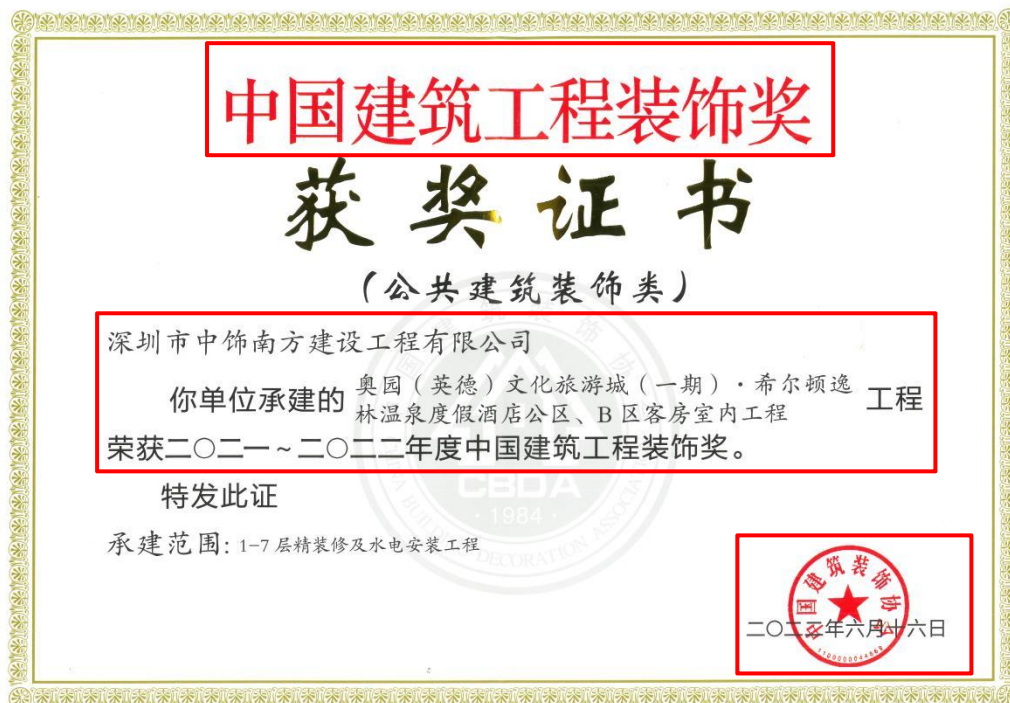 中国建筑工程装饰奖
获奖证书
(公共建筑装饰类)
深圳市中饰南方建设工程有限公司
你单位承建的 奥园(英德)文化旅游城(一期)·希尔顿逸
林温泉度假酒店公区、B区客房室内工程 工程
荣获二〇二一~二〇二二年度中国建筑工程装饰奖。
特发此证
CBDA
·1984·
承建范围:1-7层精装修及水电安装工程
中国建筑装饰协会